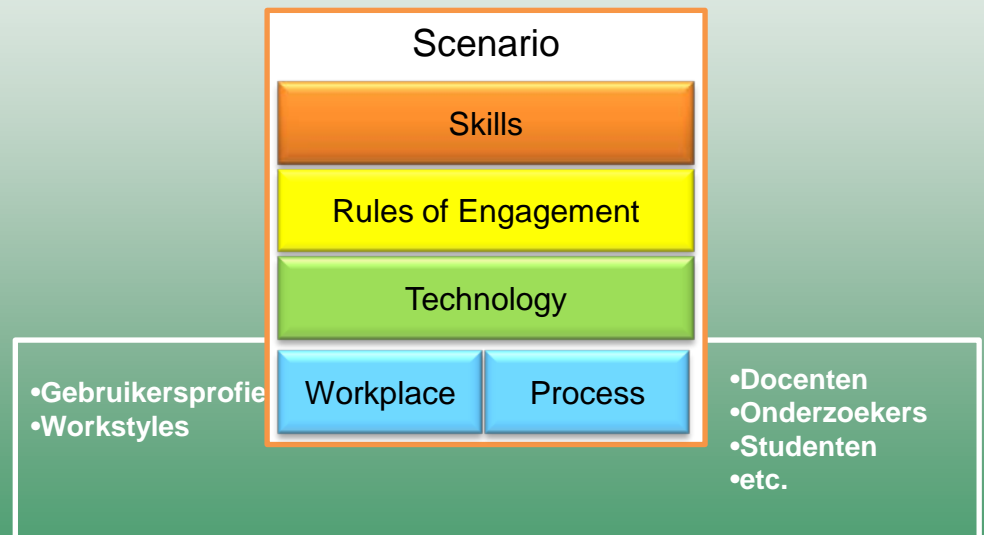 Scenario
Skills
Rules of Engagement
Technology
Workplace
Process
•Gebruikersprofie
•Workstyles
•Docenten
•Onderzoekers
•Studenten
•etc.